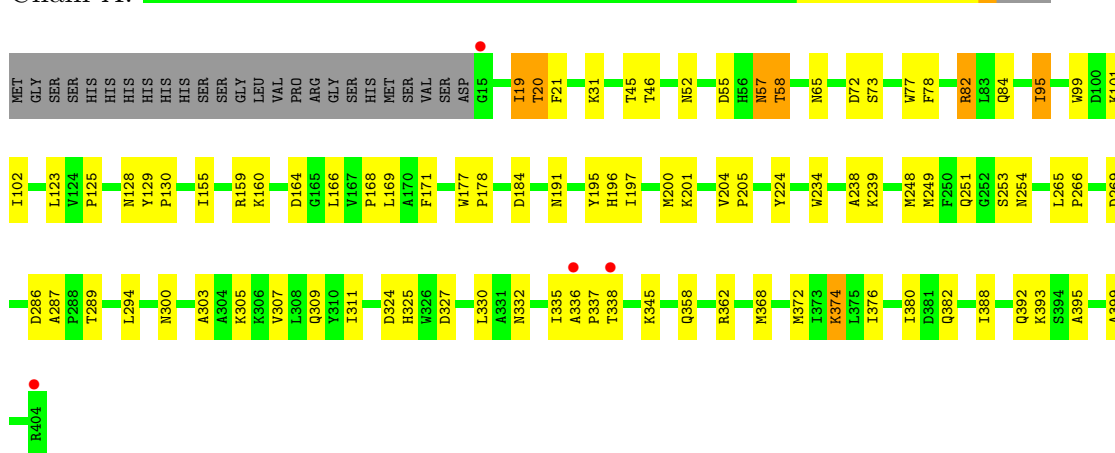 Chain A:
MET GLY SER SER HIS HIS HIS HIS HIS HIS SER SER GLY LEU VAL PRO ARG GLY SER HIS MET SER VAL SER ASP G15 I19 T20 F21 K31 T45 T46 N52 D55 H56 N57 T58 N65 D72 S73 W77 F78 R82 L83 Q84 I95 W99 D100 K101
I102 L123 V124 P125 N128 Y129 P130 I155 R159 K160 D164 G165 L166 V167 P168 L169 A170 F171 W177 P178 D184 N191 Y195 H196 I197 M200 K201 V204 P205 Y224 W234 A238 K239 M248 M249 F250 Q251 G252 S253 N254 L265 P266 D269
D286 A287 P288 T289 L294 N300 A303 A304 K305 K306 V307 L308 Q309 Y310 I311 D324 H325 W326 D327 L330 A331 N332 I335 A336 P337 T338 K345 Q358 R362 M368 M372 I373 K374 L375 I376 I380 D381 Q382 I388 Q392 K393 S394 A395 A399
R404